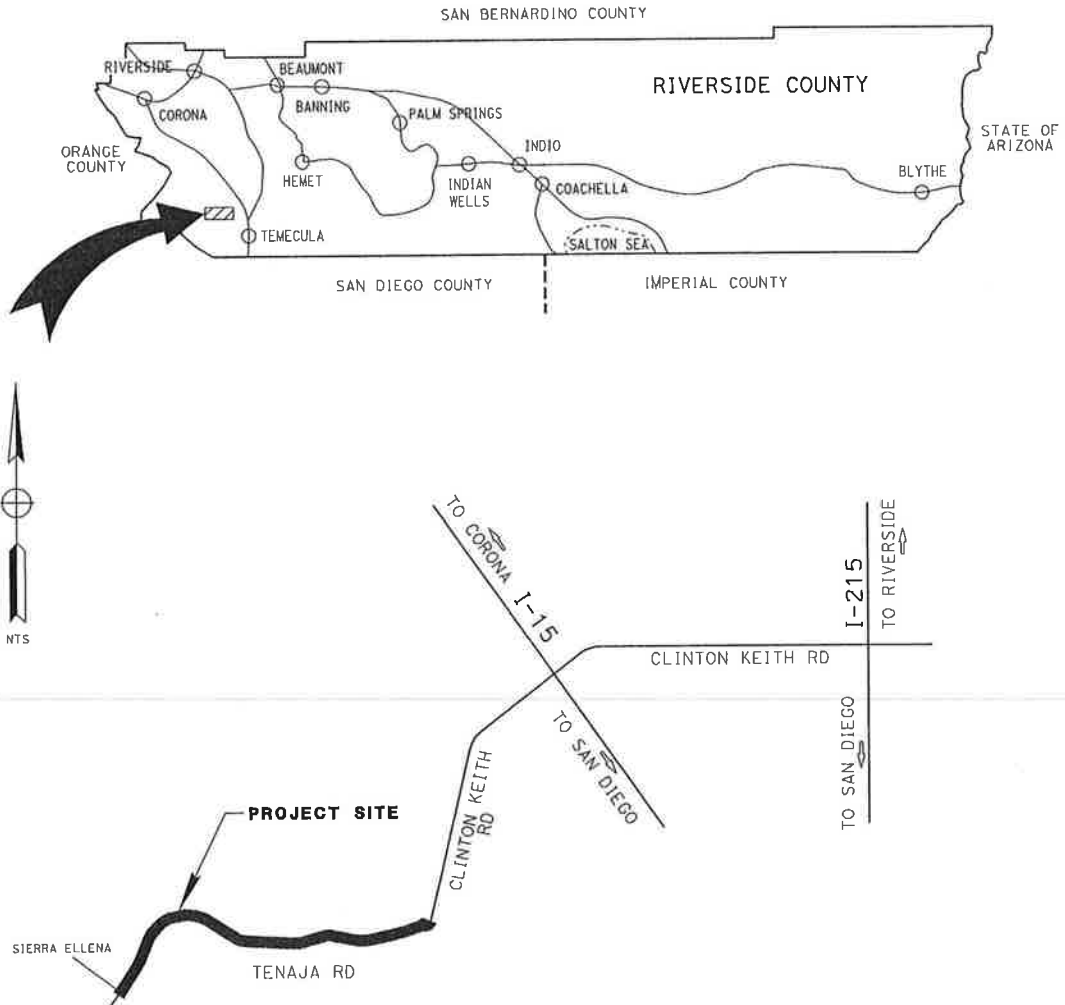 SAN BERNARDINO COUNTY
RIVERSIDE
BEAUMONT
RIVERSIDE COUNTY
CORONA
BANNING
PALM SPRINGS
STATE OF
ARIZONA
ORANGE
COUNTY
HEMET
INDIAN
WELLS
INDIO
COACHELLA
BLYTHE
TEMECULA
SALTON SEA
SAN DIEGO COUNTY
IMPERIAL COUNTY
NTS
TO CORONA
I-15
TO SAN DIEGO
I-215
TO RIVERSIDE
TO SAN DIEGO
CLINTON KEITH RD
CLINTON KEITH
RD
PROJECT SITE
SIERRA ELLENA
TENAJA RD